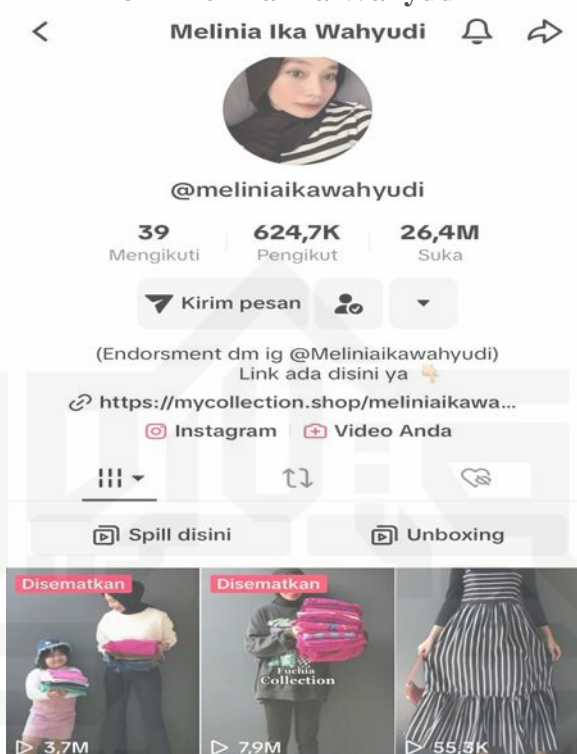 Melinia Ika Wahyudi
@meliniaikawahyudi
39 624,7K 26,4M
Mengikuti Pengikut Suka
Kirim pesan
(Endorsment dm ig @Meliniaikawahyudi)
Link ada disini ya 👇🏻
https://mycollection.shop/meliniaikawa...
Instagram Video Anda
Spill disini Unboxing
Disematkan Disematkan
Fuchia
Collection
3,7M 7,9M 55,3K